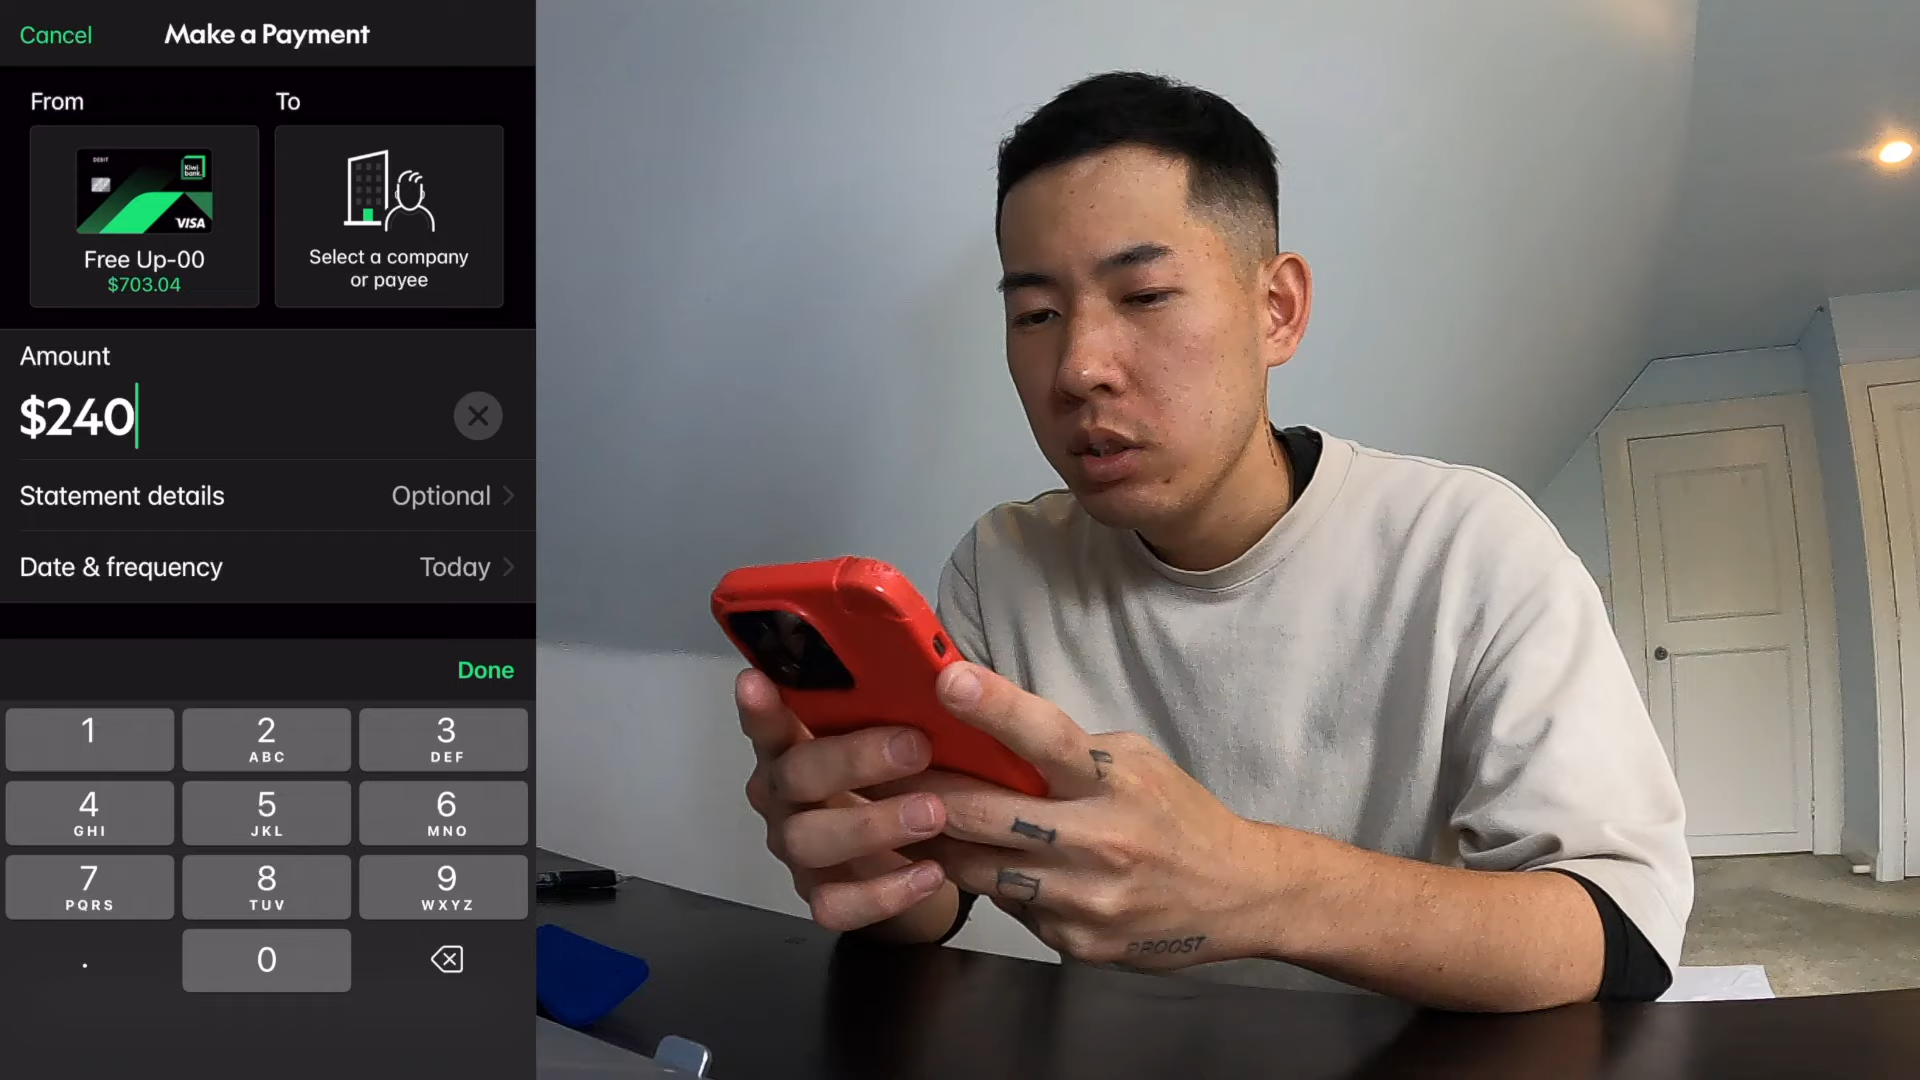 Cancel
Make a Payment
From
To
DEBIT
Kiwi
bank.
VISA
Free Up-00
$703.04
Select a company
or payee
Amount
$240
Statement details
Optional
Date & frequency
Today
Done
1
2
ABC
3
DEF
4
GHI
5
JKL
6
MNO
7
PQRS
8
TUV
9
WXYZ
.
0
PROOST